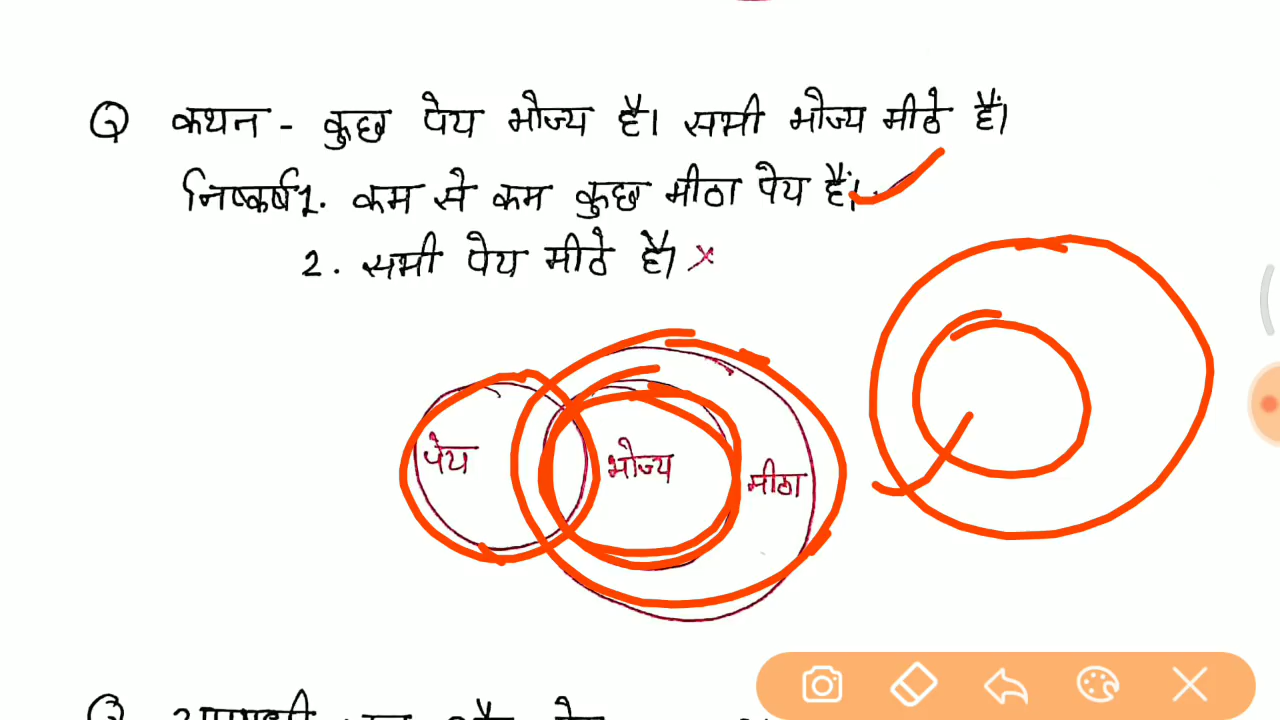 Q कथन - कुछ पेय भोज्य है। सभी भोज्य मीठे हैं।
निष्कर्ष 1. कम से कम कुछ मीठा पेय हैं।
2. सभी पेय मीठे है। ×
पेय भोज्य मीठा